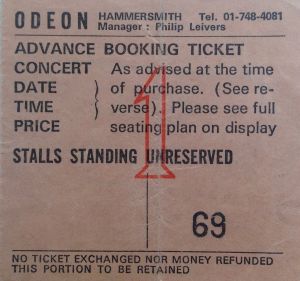 ODEON HAMMERSMITH Tel. 01-748-4081
Manager : Philip Leivers
ADVANCE BOOKING TICKET
CONCERT As advised at the time
DATE } of purchase. (See re-
TIME } verse). Please see full
PRICE seating plan on display
STALLS STANDING UNRESERVED
1
69
NO TICKET EXCHANGED NOR MONEY REFUNDED
THIS PORTION TO BE RETAINED